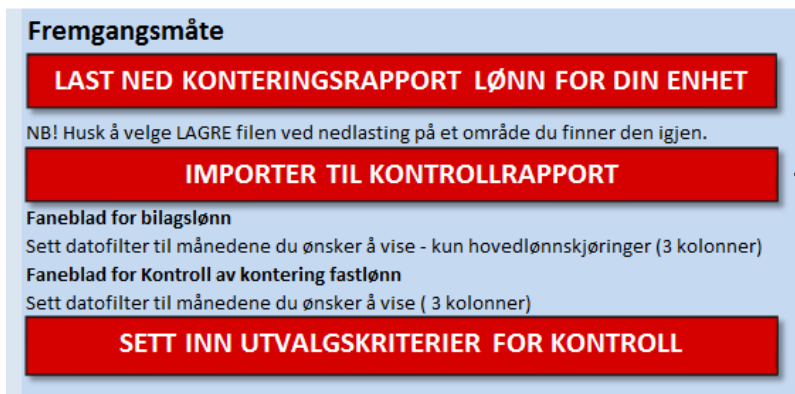 Fremgangsmåte
LAST NED KONTERINGSRAPPORT LØNN FOR DIN ENHET
NB! Husk å velge LAGRE filen ved nedlasting på et område du finner den igjen.
IMPORTER TIL KONTROLLRAPPORT
Faneblad for bilagslønn
Sett datofilter til månedene du ønsker å vise - kun hovedlønnskjøringer (3 kolonner)
Faneblad for Kontroll av kontering fastlønn
Sett datofilter til månedene du ønsker å vise ( 3 kolonner)
SETT INN UTVALGSKRITERIER FOR KONTROLL